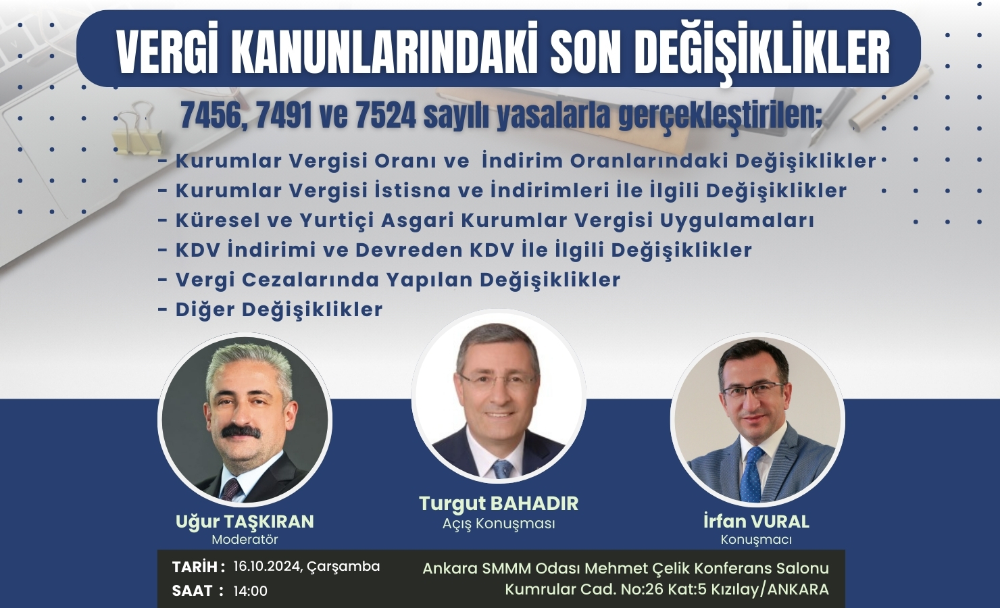 VERGİ KANUNLARINDAKİ SON DEĞİŞİKLİKLER
7456, 7491 ve 7524 sayılı yasalarla gerçekleştirilen;
- Kurumlar Vergisi Oranı ve İndirim Oranlarındaki Değişiklikler
- Kurumlar Vergisi İstisna ve İndirimleri İle İlgili Değişiklikler
- Küresel ve Yurtiçi Asgari Kurumlar Vergisi Uygulamaları
- KDV İndirimi ve Devreden KDV İle İlgili Değişiklikler
- Vergi Cezalarında Yapılan Değişiklikler
- Diğer Değişiklikler
Uğur TAŞKIRAN
Moderatör
Turgut BAHADIR
Açış Konuşması
İrfan VURAL
Konuşmacı
TARİH : 16.10.2024, Çarşamba
SAAT : 14:00
Ankara SMMM Odası Mehmet Çelik Konferans Salonu
Kumrular Cad. No:26 Kat:5 Kızılay/ANKARA